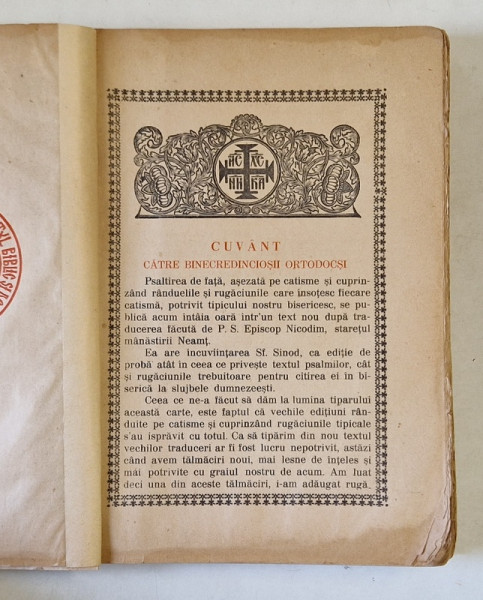 IC XC
NI KA
CUVÂNT
CĂTRE BINECREDINCIOȘII ORTODOCȘI
Psaltirea de față, așezată pe catisme și cuprin-
zând rânduelile și rugăciunile care însoțesc fiecare
catismă, potrivit tipicului nostru bisericesc, se pu-
blică acum întâia oară într'un text nou după tra-
ducerea făcută de P. S. Episcop Nicodim, starețul
mănăstirii Neamț.
Ea are încuviințarea Sf. Sinod, ca ediție de
probă atât în ceea ce privește textul psalmilor, cât
și rugăciunile trebuitoare pentru citirea ei în bi-
serică la slujbele dumnezeești.
Ceea ce ne-a făcut să dăm la lumina tiparului
această carte, este faptul că vechile edițiuni rân-
duite pe catisme și cuprinzând rugăciunile tipicale
s'au isprăvit cu totul. Ca să tipărim din nou textul
vechilor traduceri ar fi fost lucru nepotrivit, astăzi
când avem tălmăciri noui, mai lesne de înțeles și
mai potrivite cu graiul nostru de acum. Am luat
deci una din aceste tălmăciri, i-am adăugat rugă.